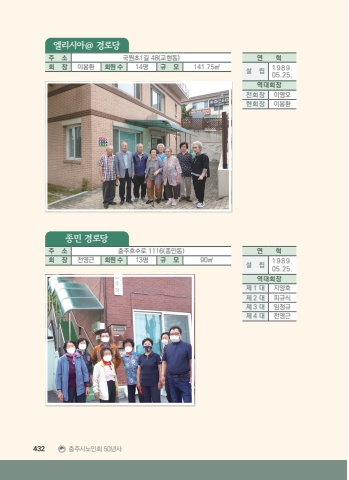 엘리시아@ 경로당
주 소 국원초1길 48(교현동)
회 장 이봉환 회원수 14명 규 모 141.75㎡
연 혁
설 립 1989. 05.25.
역대회장
전회장 이명오
현회장 이봉환
종민 경로당
주 소 충주호수로 1116(종민동)
회 장 전영근 회원수 13명 규 모 90㎡
연 혁
설 립 1989. 05.25.
역대회장
제1대 지양호
제2대 피규식
제3대 임정규
제4대 전영근
432 충주시노인회 50년사